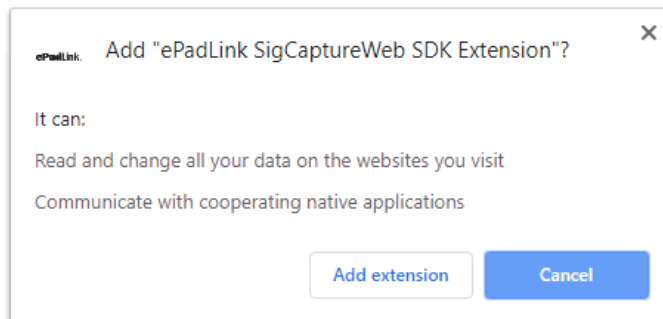 ePadLink.
Add "ePadLink SigCaptureWeb SDK Extension"?
It can:
Read and change all your data on the websites you visit
Communicate with cooperating native applications
Add extension
Cancel